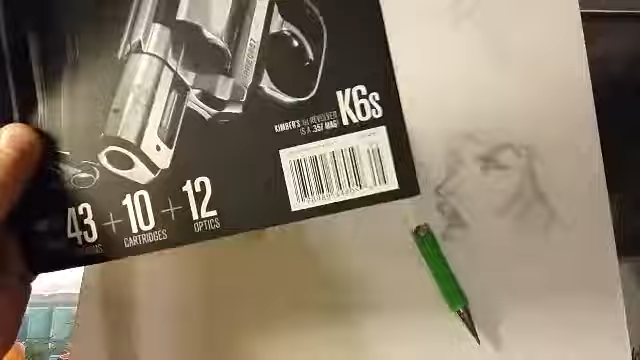 K6s
KIMBER'S 1st REVOLVER
IS A .357 MAG
43 + 10 + 12
CARTRIDGES
OPTICS